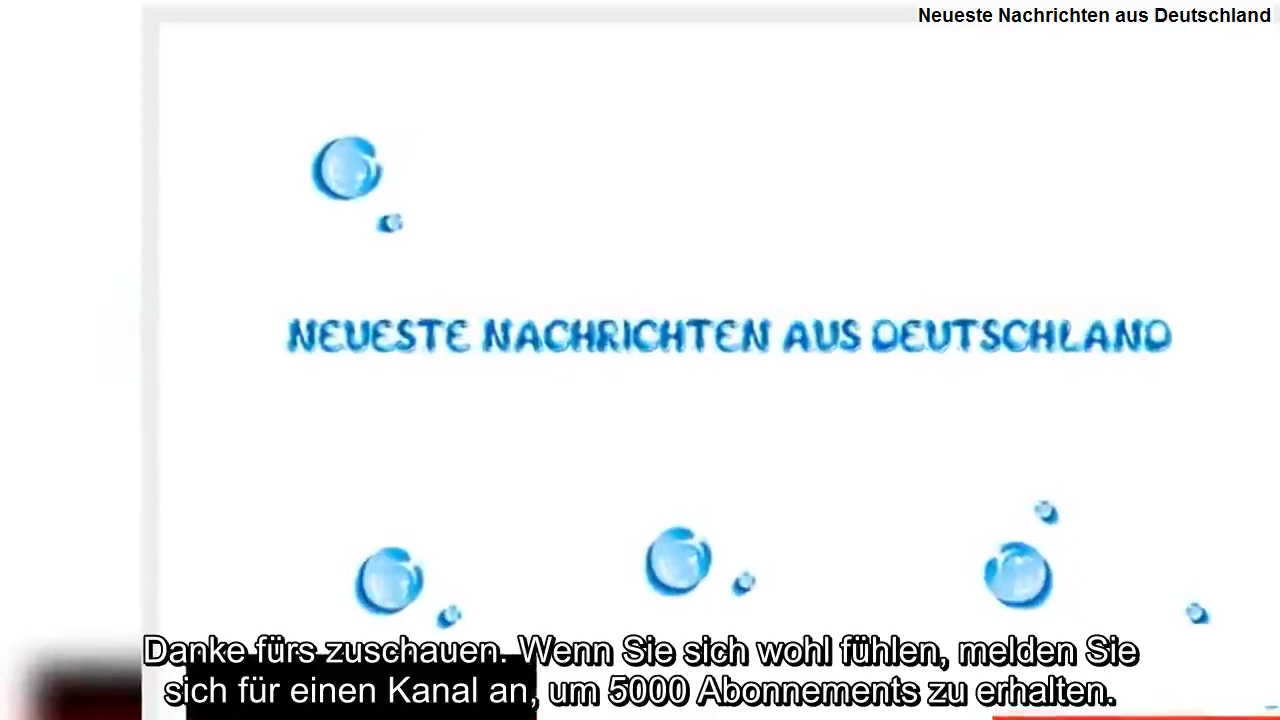 Neueste Nachrichten aus Deutschland
NEUESTE NACHRICHTEN AUS DEUTSCHLAND
Danke fürs zuschauen. Wenn Sie sich wohl fühlen, melden Sie
sich für einen Kanal an, um 5000 Abonnements zu erhalten.